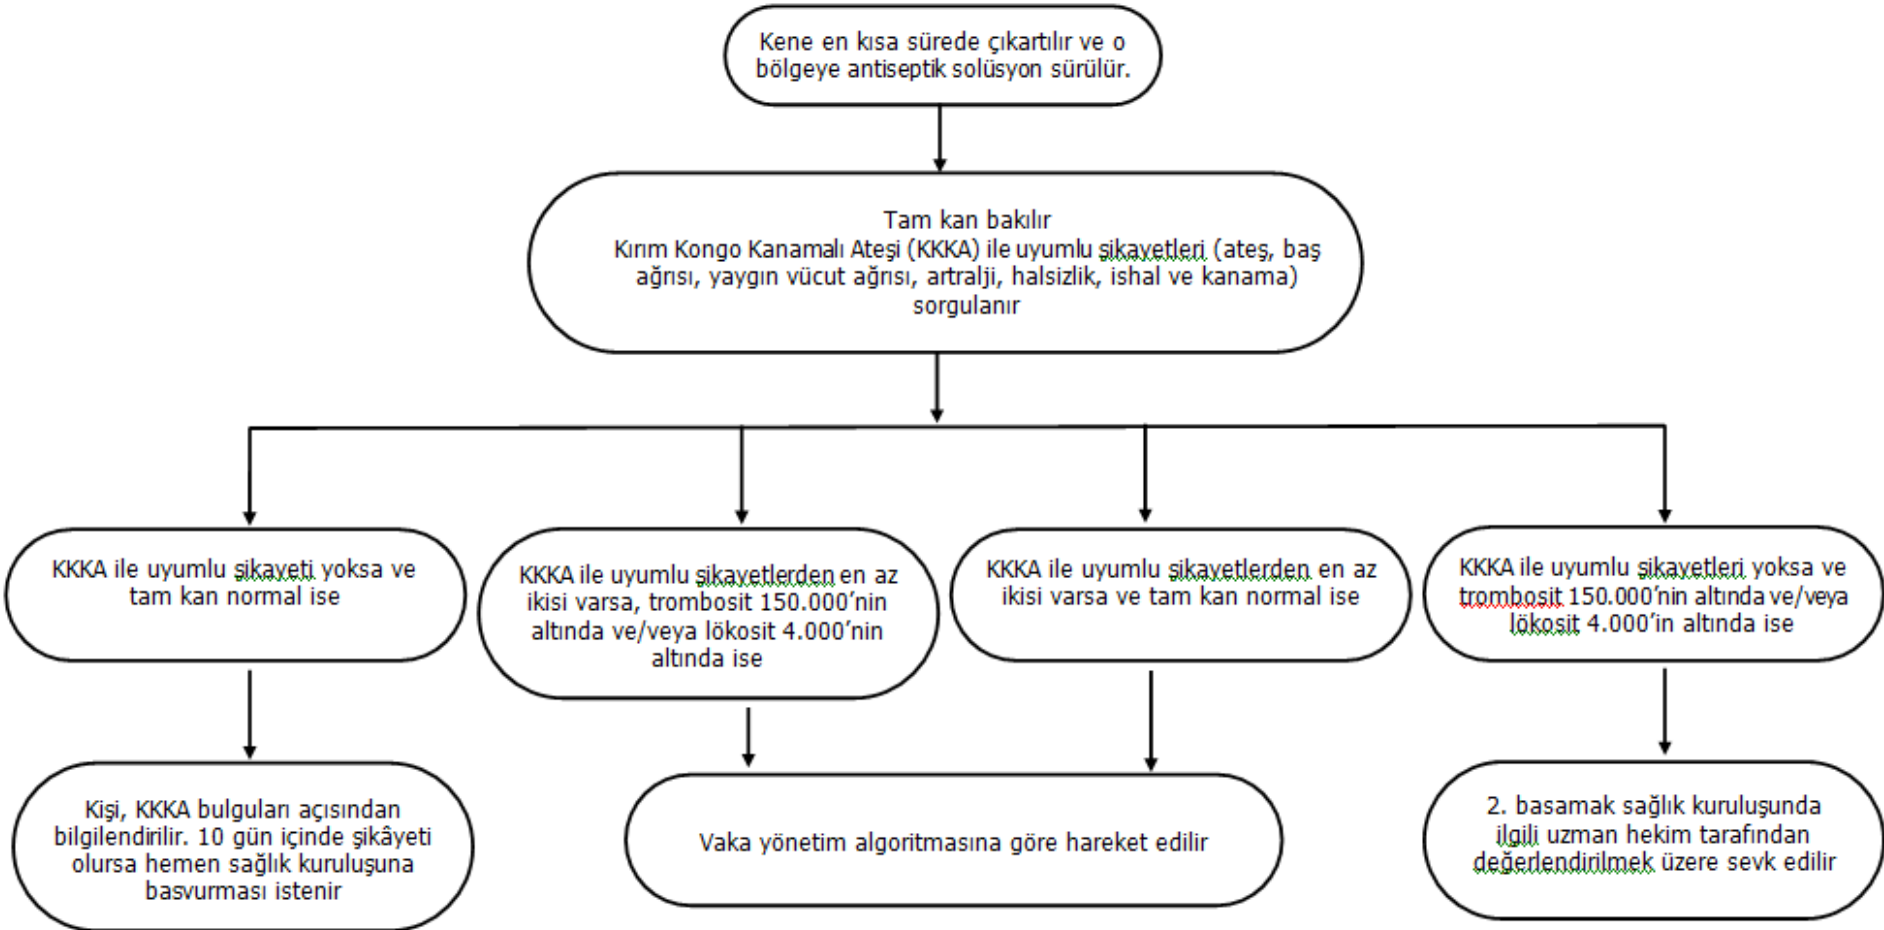 Kene en kısa sürede çıkartılır ve o
bölgeye antiseptik solüsyon sürülür.
Tam kan bakılır
Kırım Kongo Kanamalı Ateşi (KKKA) ile uyumlu şikayetleri (ateş, baş
ağrısı, yaygın vücut ağrısı, artralji, halsizlik, ishal ve kanama)
sorgulanır
KKKA ile uyumlu şikayeti yoksa ve
tam kan normal ise
KKKA ile uyumlu şikayetlerden en az
ikisi varsa, trombosit 150.000’nin
altında ve/veya lökosit 4.000’nin
altında ise
KKKA ile uyumlu şikayetlerden en az
ikisi varsa ve tam kan normal ise
KKKA ile uyumlu şikayetleri yoksa ve
trombosit 150.000’nin altında ve/veya
lökosit 4.000’in altında ise
Kişi, KKKA bulguları açısından
bilgilendirilir. 10 gün içinde şikâyeti
olursa hemen sağlık kuruluşuna
basvurması istenir
Vaka yönetim algoritmasına göre hareket edilir
2. basamak sağlık kuruluşunda
ilgili uzman hekim tarafından
değerlendirilmek üzere sevk edilir